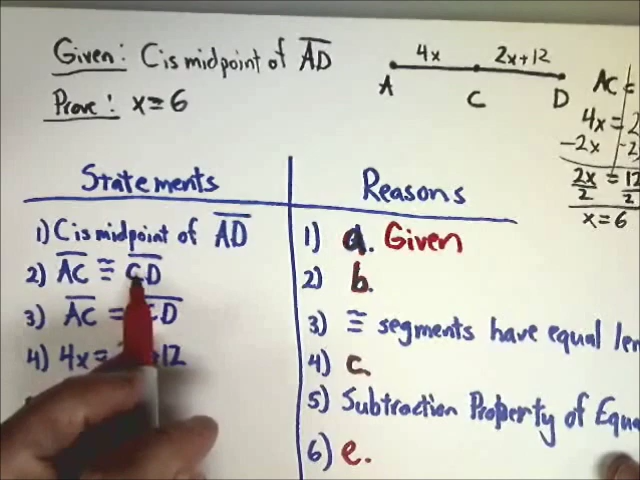 Given: C is midpoint of AD
4x 2x+12
A C D
Prove: x=6
AC =
4x = 2
-2x -2
2x = 12
2 2
x=6
Statements Reasons
1) C is midpoint of AD
1) a. Given
2) AC ≅ CD
2) b.
3) AC = CD
3) ≅ segments have equal len
4) 4x = +12
4) c.
5) Subtraction Property of Equa
6) e.